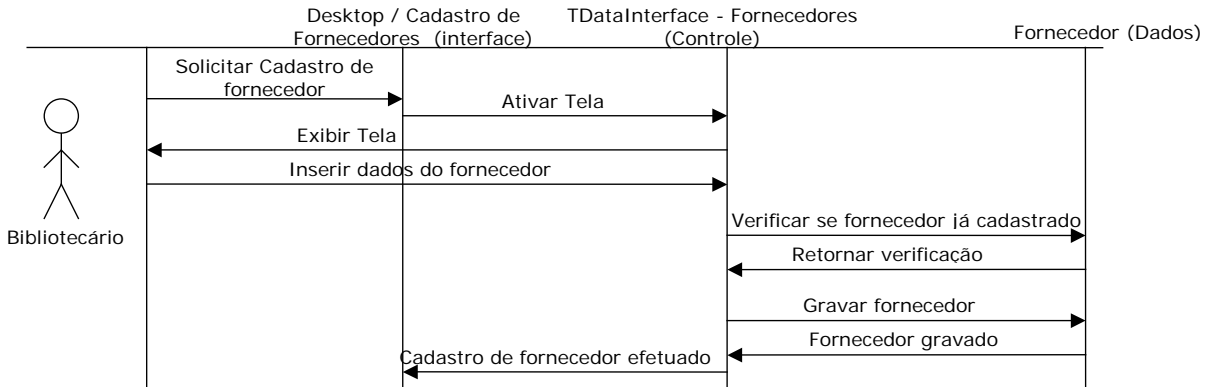 Desktop / Cadastro de
Fornecedores (interface)
TDataInterface - Fornecedores
(Controle)
Fornecedor (Dados)
Solicitar Cadastro de
fornecedor
Ativar Tela
Exibir Tela
Inserir dados do fornecedor
Bibliotecário
Verificar se fornecedor já cadastrado
Retornar verificação
Gravar fornecedor
Fornecedor gravado
Cadastro de fornecedor efetuado